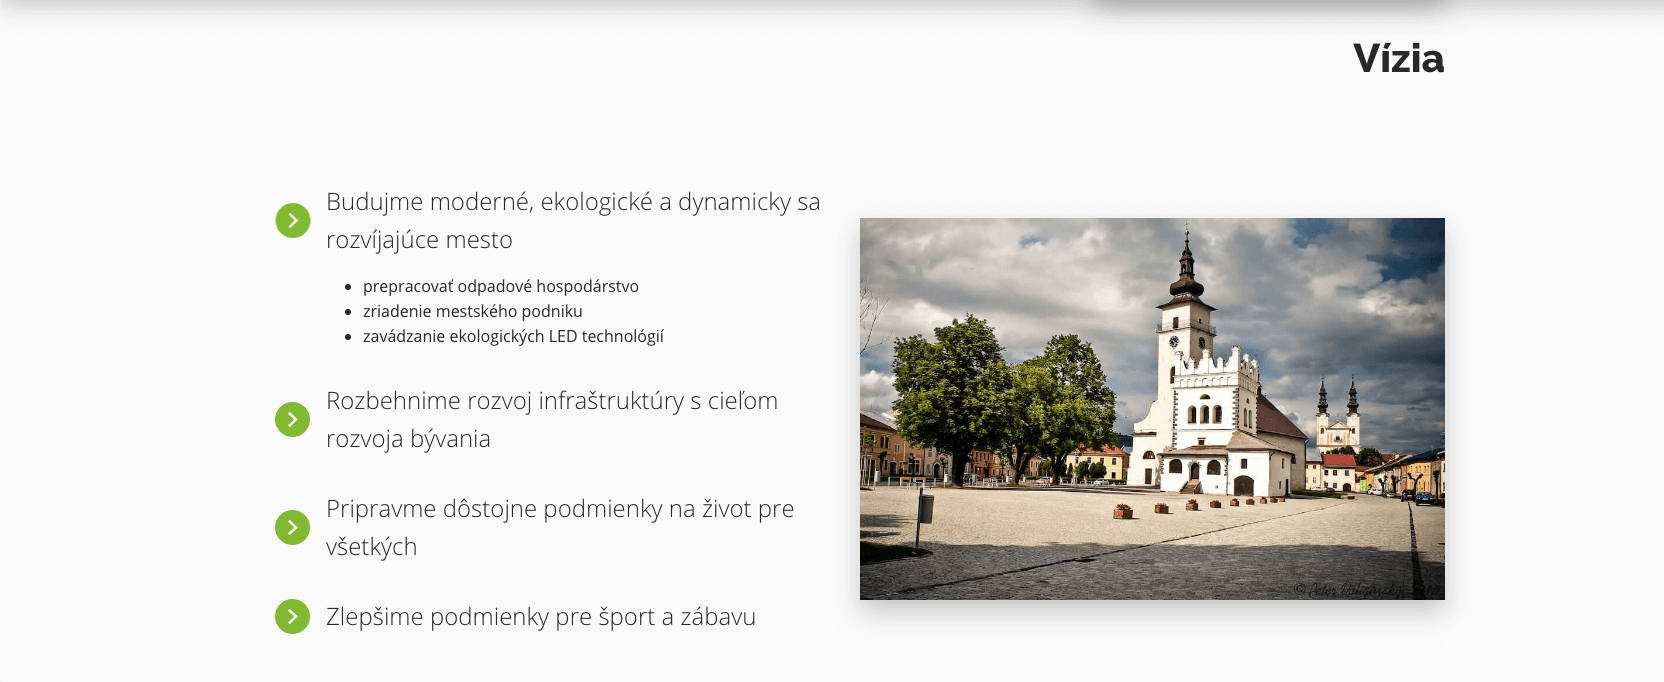 Vízia
Budujme moderné, ekologické a dynamicky sa
rozvíjajúce mesto
prepracovať odpadové hospodárstvo
zriadenie mestského podniku
zavádzanie ekologických LED technológií
Rozbehnime rozvoj infraštruktúry s cieľom
rozvoja bývania
Pripravme dôstojne podmienky na život pre
všetkých
Zlepšime podmienky pre šport a zábavu